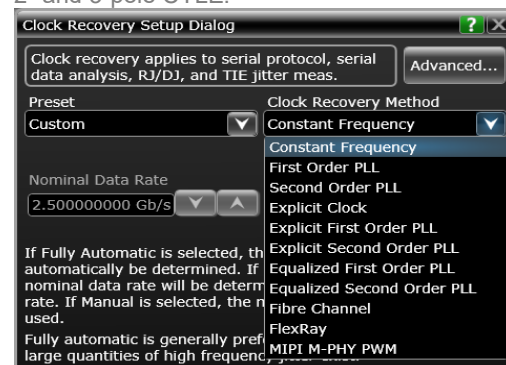 2- and 3-pole CTLE.
Clock Recovery Setup Dialog
?
X
Clock recovery applies to serial protocol, serial
data analysis, RJ/DJ, and TIE jitter meas.
Advanced...
Preset
Clock Recovery Method
Custom
Constant Frequency
Constant Frequency
First Order PLL
Second Order PLL
Explicit Clock
Explicit First Order PLL
Explicit Second Order PLL
Equalized First Order PLL
Equalized Second Order PLL
Fibre Channel
FlexRay
MIPI M-PHY PWM
Nominal Data Rate
2.500000000 Gb/s
If Fully Automatic is selected, th
automatically be determined. If
nominal data rate will be determ
rate. If Manual is selected, the n
used.
Fully automatic is generally pref
large quantities of high frequenc